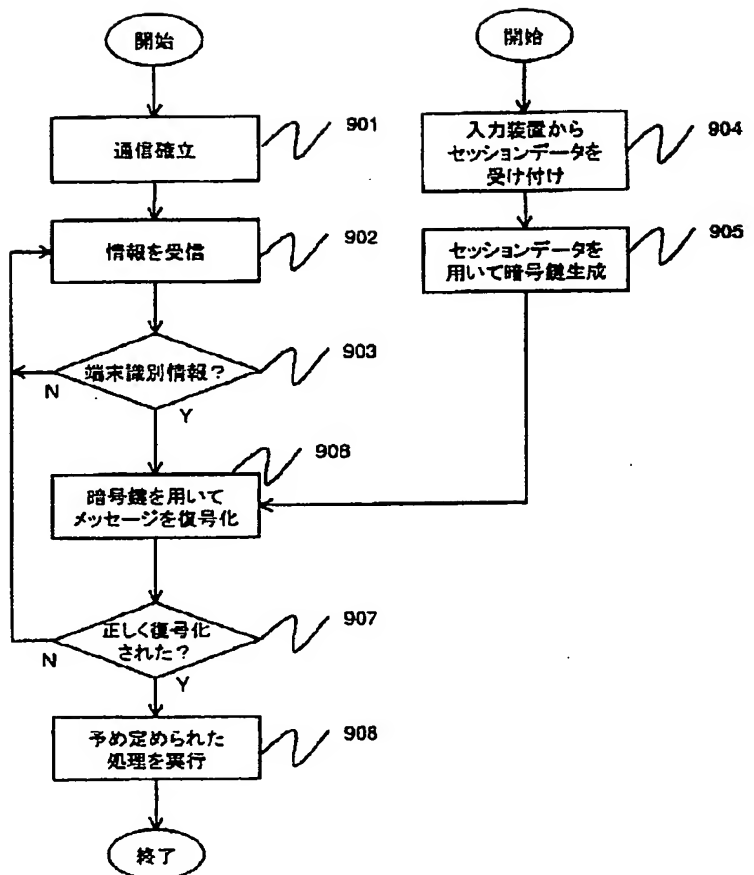 開始
通信確立
901
情報を受信
902
端末識別情報？
903
N
Y
暗号鍵を用いて
メッセージを復号化
906
正しく復号化
された？
907
N
Y
予め定められた
処理を実行
908
終了
開始
入力装置から
セッションデータを
受け付け
904
セッションデータを
用いて暗号鍵生成
905